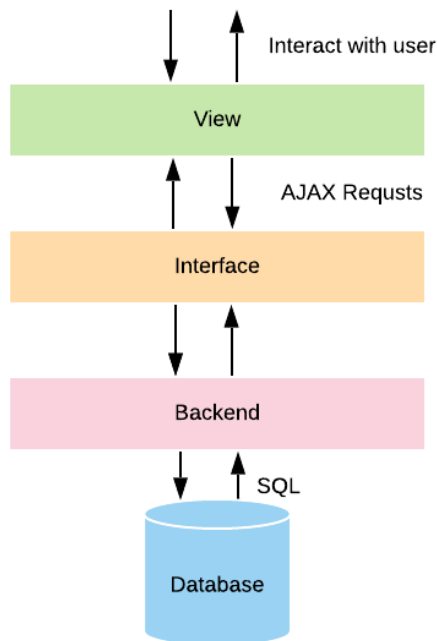 Interact with user
View
AJAX Requsts
Interface
Backend
SQL
Database